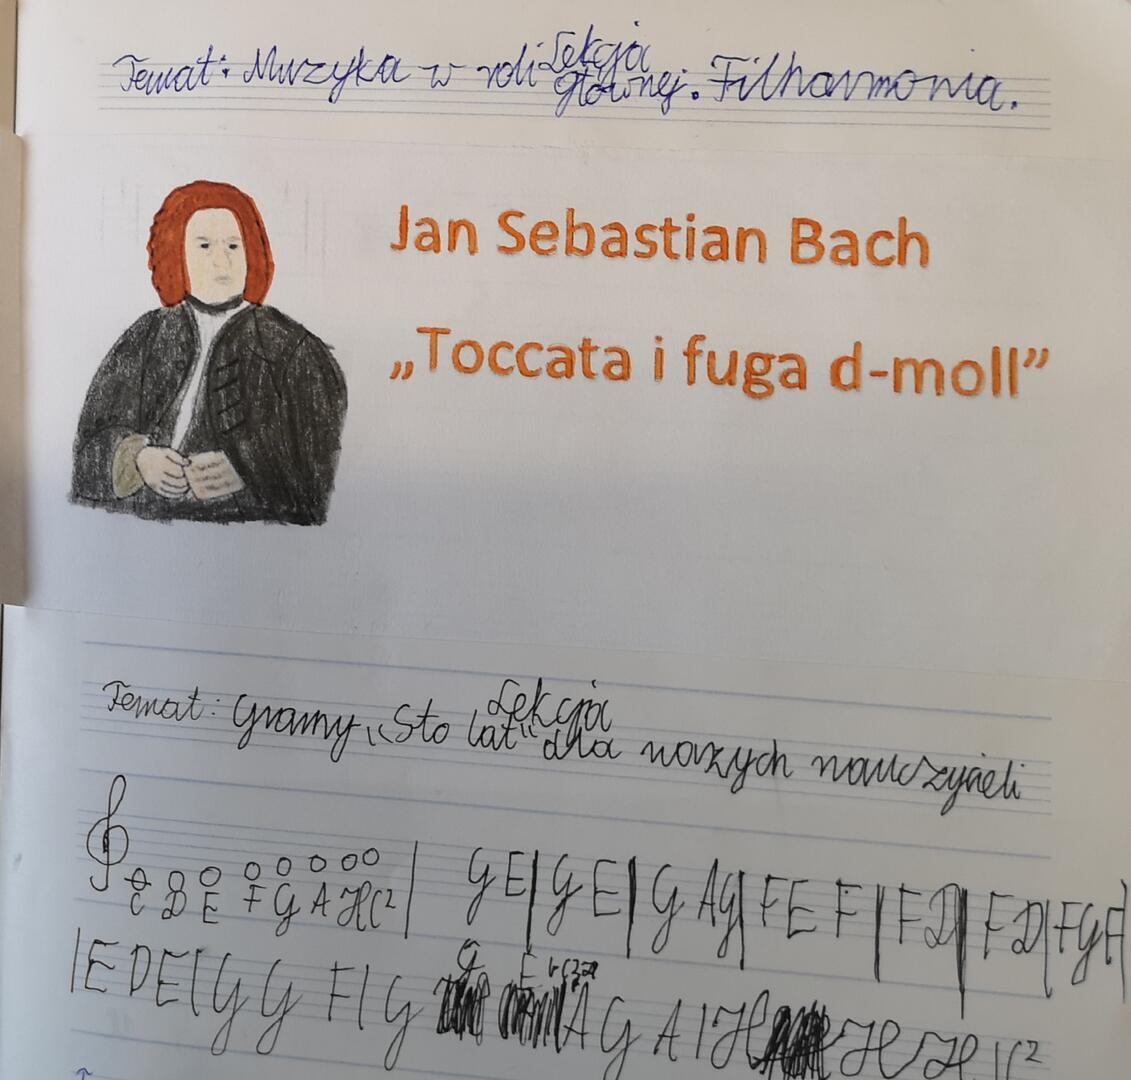 Lekcja
Temat: Muzyka w roli głównej. Filharmonia.
Jan Sebastian Bach
„Toccata i fuga d-moll”
Lekcja
Temat: Gramy „Sto lat“ dla naszych nauczycieli
C D E F G A H C²
G E | G E | G A G | F E F | F D | F D | F G F |
| E D E | G G F | G
G E
A G A | H H H | C²